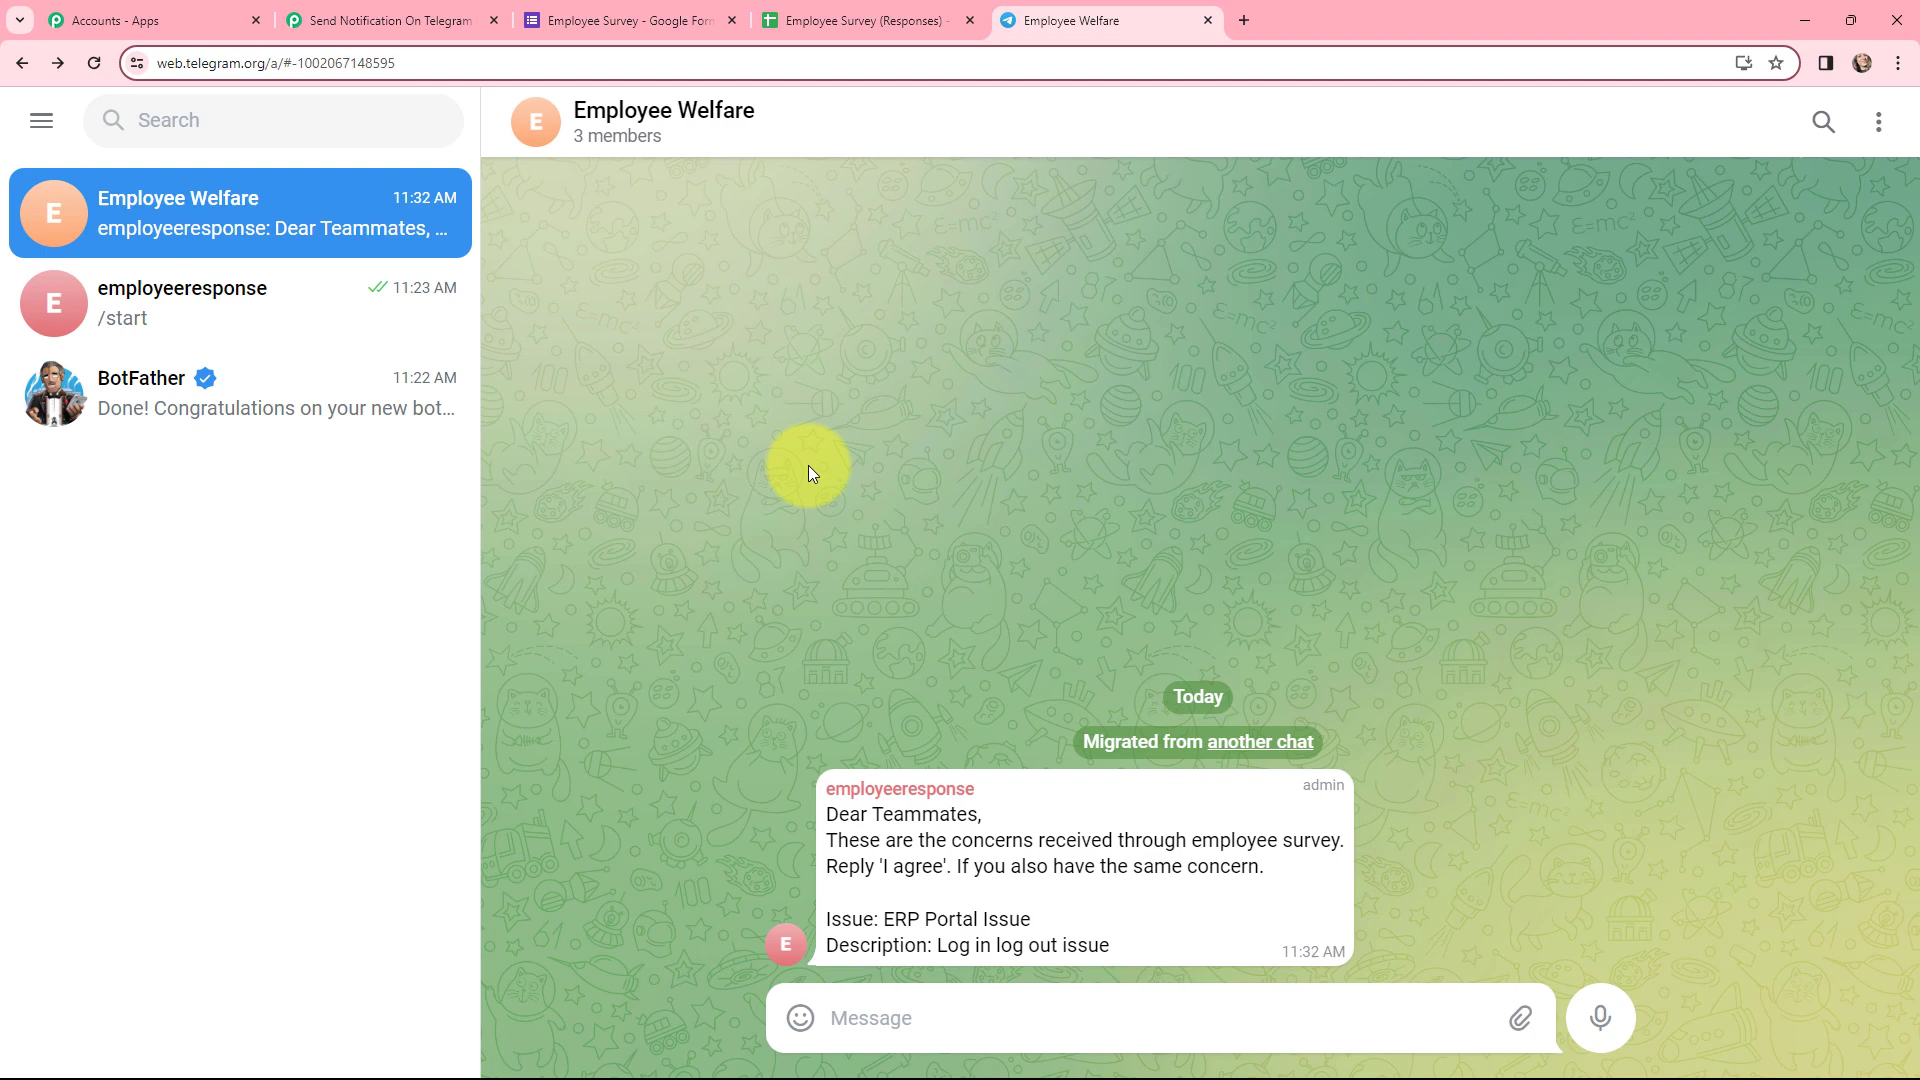 Accounts - Apps
Send Notification On Telegram
Employee Survey - Google Form
Employee Survey (Responses) -
Employee Welfare
web.telegram.org/a/#-1002067148595
Search
Employee Welfare
3 members
E
E
Employee Welfare
11:32 AM
employeeresponse: Dear Teammates, ...
E
employeeresponse
11:23 AM
/start
BotFather
11:22 AM
Done! Congratulations on your new bot...
Today
Migrated from another chat
employeeresponse
admin
Dear Teammates,
These are the concerns received through employee survey.
Reply 'I agree'. If you also have the same concern.
Issue: ERP Portal Issue
Description: Log in log out issue
11:32 AM
E
Message